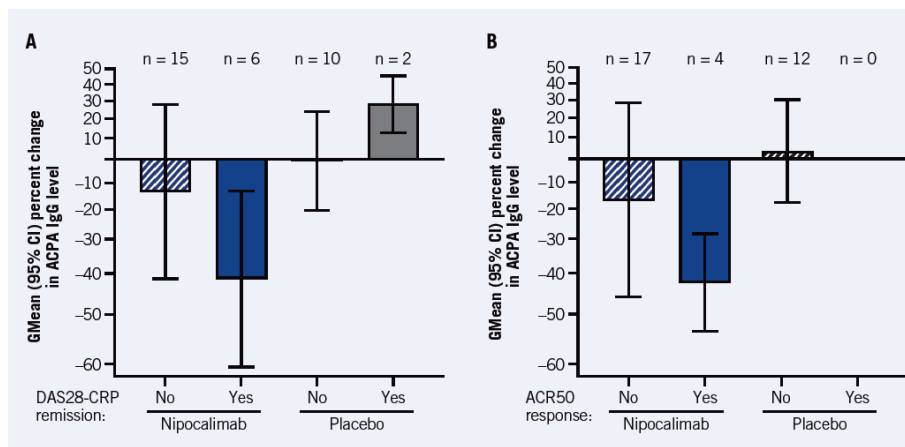 A
n = 15 n = 6 n = 10 n = 2
GMean (95% CI) percent change
in ACPA IgG level
50
40
30
20
10
–10
–20
–30
–40
–50
–60
DAS28-CRP
remission:
No Yes No Yes
Nipocalimab Placebo
B
n = 17 n = 4 n = 12 n = 0
GMean (95% CI) percent change
in ACPA IgG level
50
40
30
20
10
–10
–20
–30
–40
–50
–60
ACR50
response:
No Yes No Yes
Nipocalimab Placebo